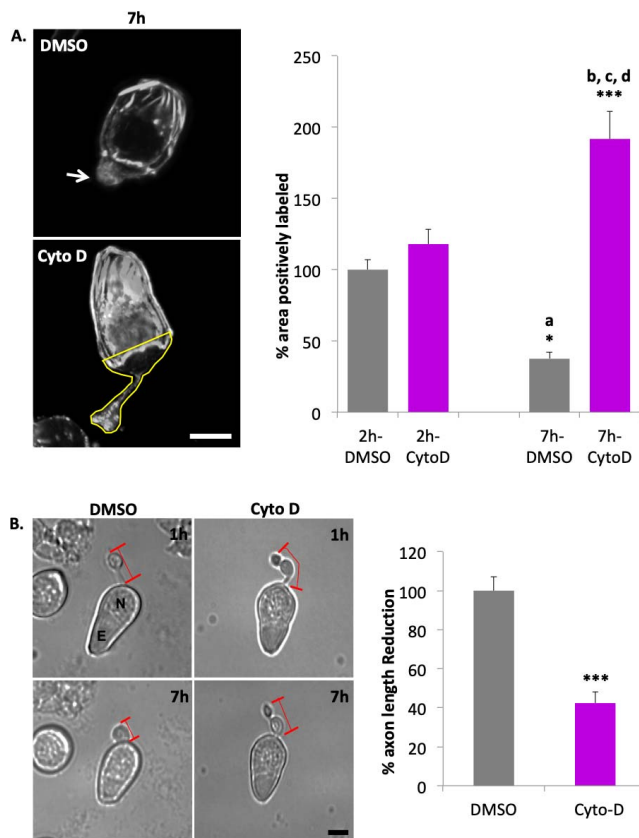 7h
A.
DMSO
Cyto D
% area positively labeled
250
200
150
100
50
0
a
*
b, c, d
***
2h-
DMSO
2h-
CytoD
7h-
DMSO
7h-
CytoD
B.
DMSO
Cyto D
1h
N
E
1h
7h
7h
% axon length Reduction
120
100
80
60
40
20
0
***
DMSO
Cyto-D